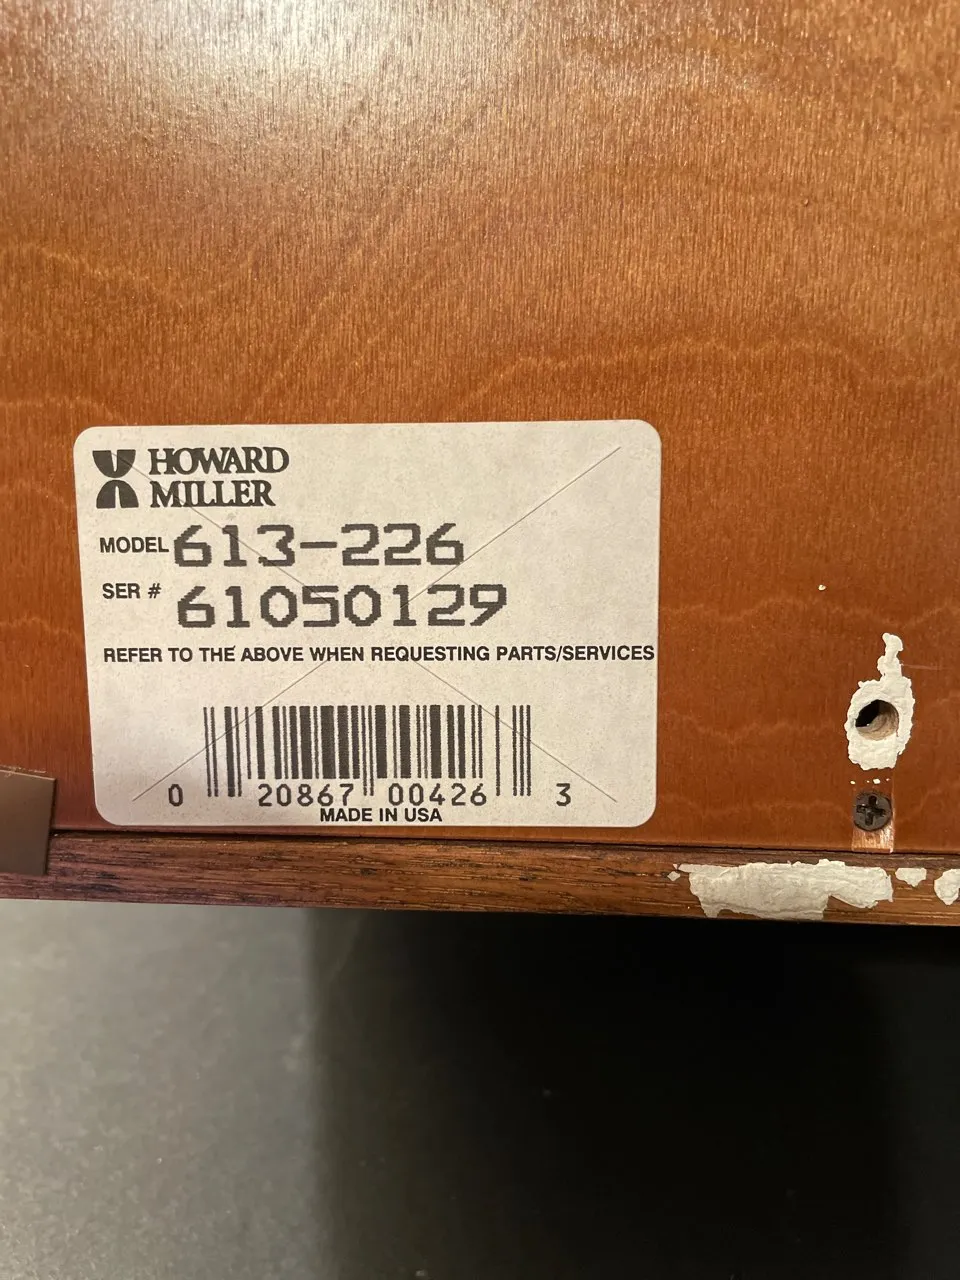 HOWARD
MILLER
MODEL 613-226
SER # 61050129
REFER TO THE ABOVE WHEN REQUESTING PARTS/SERVICES
0 20867 00426 3
MADE IN USA